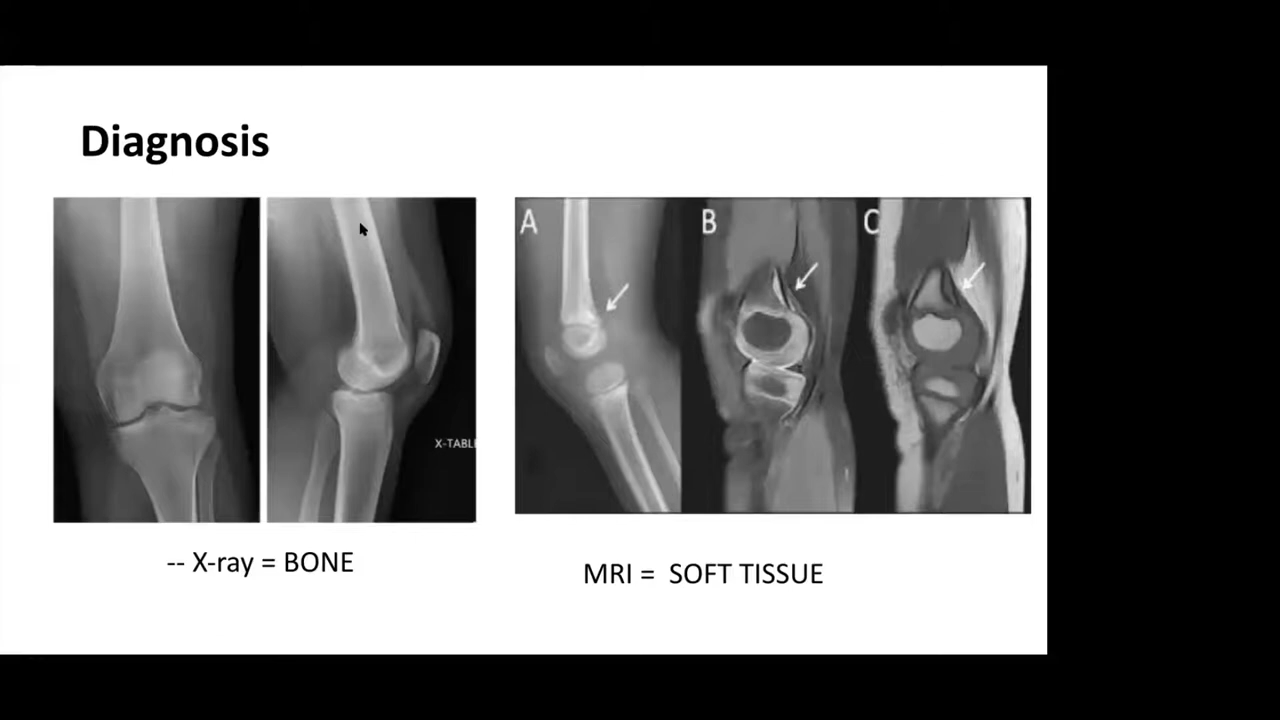 Diagnosis
A
B
C
X-TABL
-- X-ray = BONE
MRI = SOFT TISSUE